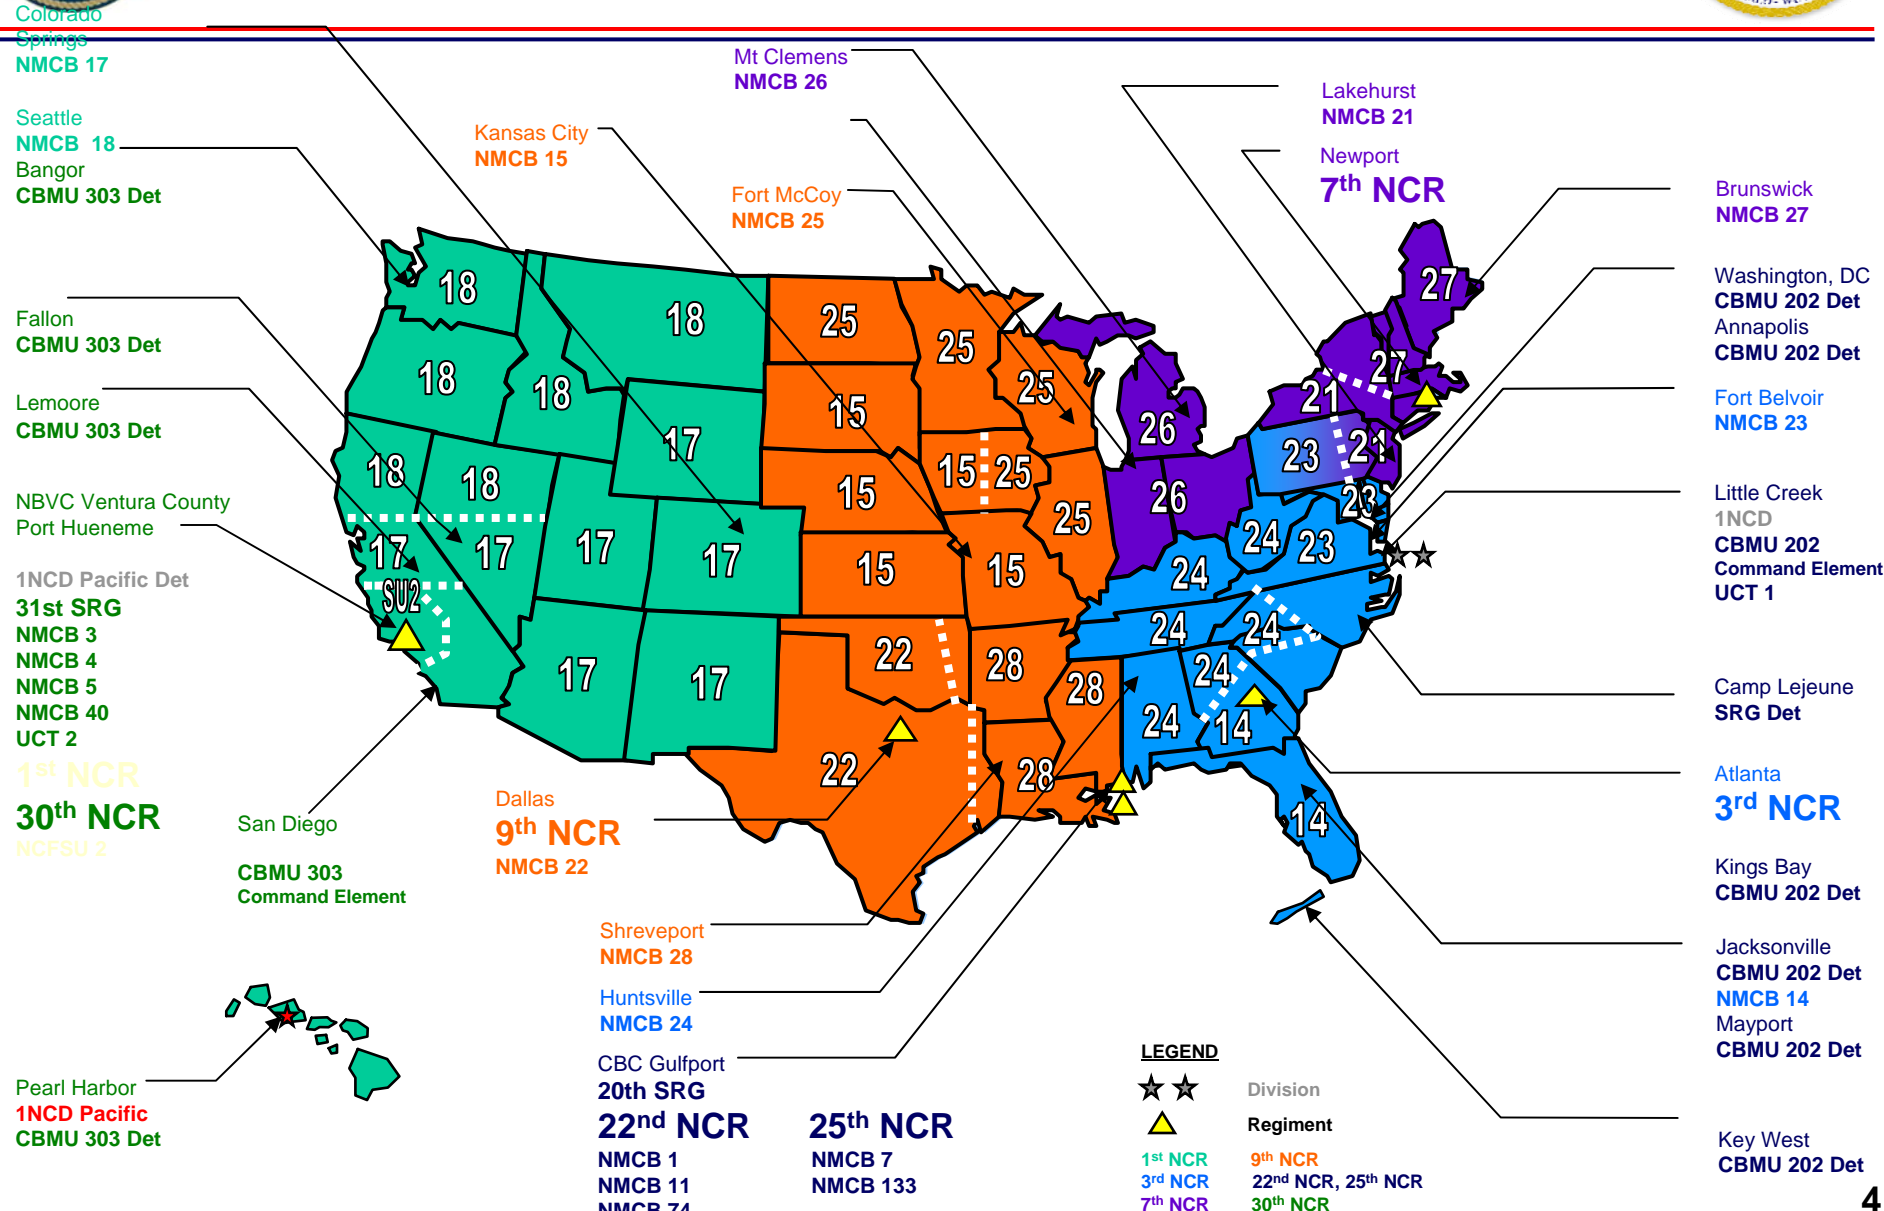 Colorado
Springs
NMCB 17
Seattle
NMCB 18
Bangor
CBMU 303 Det
Fallon
CBMU 303 Det
Lemoore
CBMU 303 Det
NBVC Ventura County
Port Hueneme
1NCD Pacific Det
31st SRG
NMCB 3
NMCB 4
NMCB 5
NMCB 40
UCT 2
1st NCR
30th NCR
NCFSU 2
San Diego
CBMU 303
Command Element
Pearl Harbor
1NCD Pacific
CBMU 303 Det
Kansas City
NMCB 15
Mt Clemens
NMCB 26
Fort McCoy
NMCB 25
Lakehurst
NMCB 21
Newport
7th NCR
Brunswick
NMCB 27
Washington, DC
CBMU 202 Det
Annapolis
CBMU 202 Det
Fort Belvoir
NMCB 23
Little Creek
1NCD
CBMU 202
Command Element
UCT 1
Camp Lejeune
SRG Det
Atlanta
3rd NCR
Kings Bay
CBMU 202 Det
Jacksonville
CBMU 202 Det
NMCB 14
Mayport
CBMU 202 Det
Key West
CBMU 202 Det
18
18
18
18
18
18
17
17
17
17
17
17
17
SU2
25
25
25
15
15
25
15
25
15
15
22
22
28
28
28
26
26
27
27
21
21
23
23
23
24
24
24
24
24
24
14
14
Dallas
9th NCR
NMCB 22
Shreveport
NMCB 28
Huntsville
NMCB 24
CBC Gulfport
20th SRG
22nd NCR
NMCB 1
NMCB 11
NMCB 74
25th NCR
NMCB 7
NMCB 133
LEGEND
Division
Regiment
1st NCR
9th NCR
3rd NCR
22nd NCR, 25th NCR
7th NCR
30th NCR
4